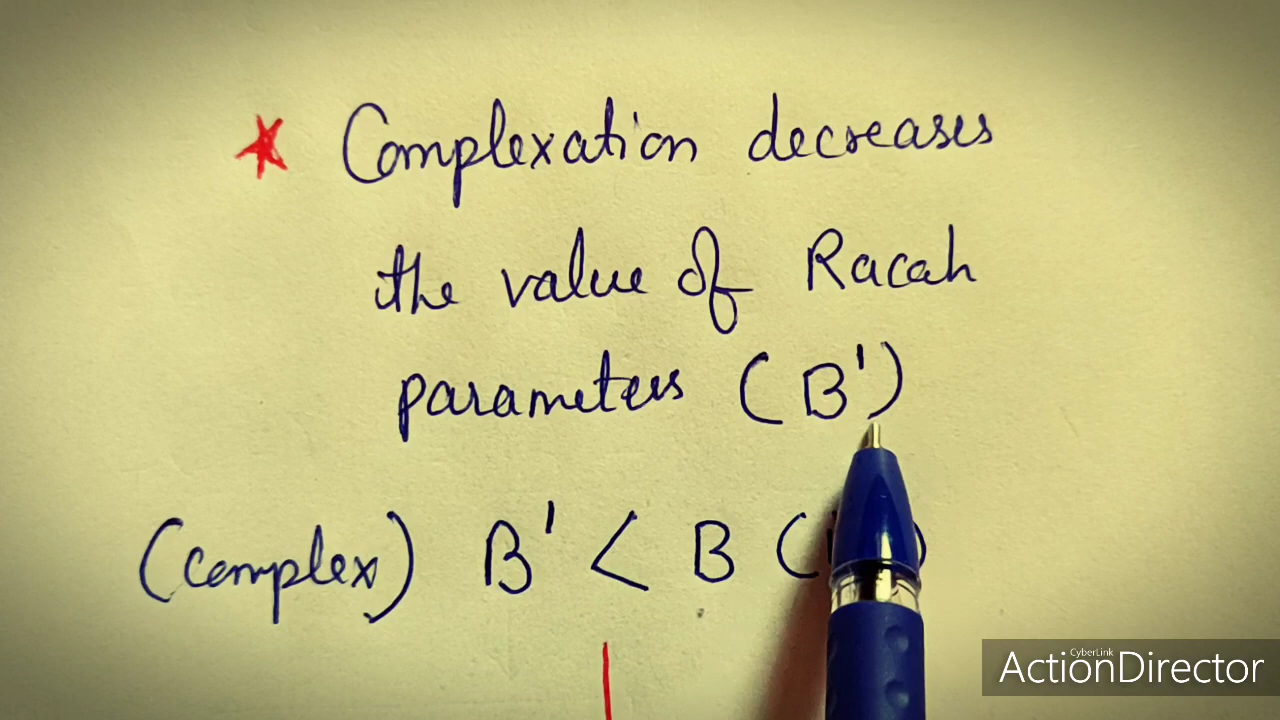 * Complexation decreases
the value of Racah
parameters (B')
(complex) B' < B (
CyberLink
ActionDirector